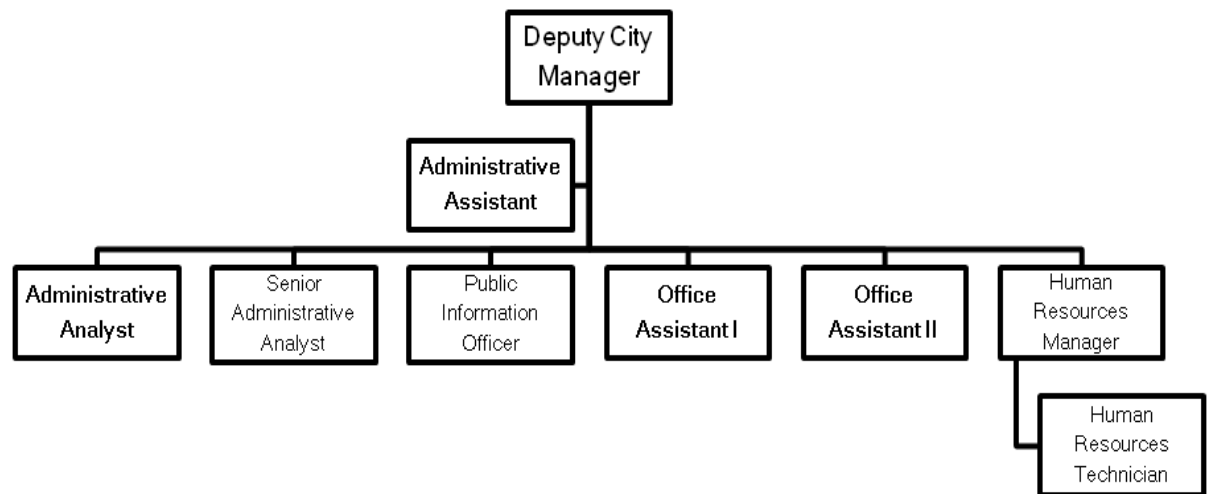 Deputy City
Manager
Administrative
Assistant
Administrative
Analyst
Senior
Administrative
Analyst
Public
Information
Officer
Office
Assistant I
Office
Assistant II
Human
Resources
Manager
Human
Resources
Technician